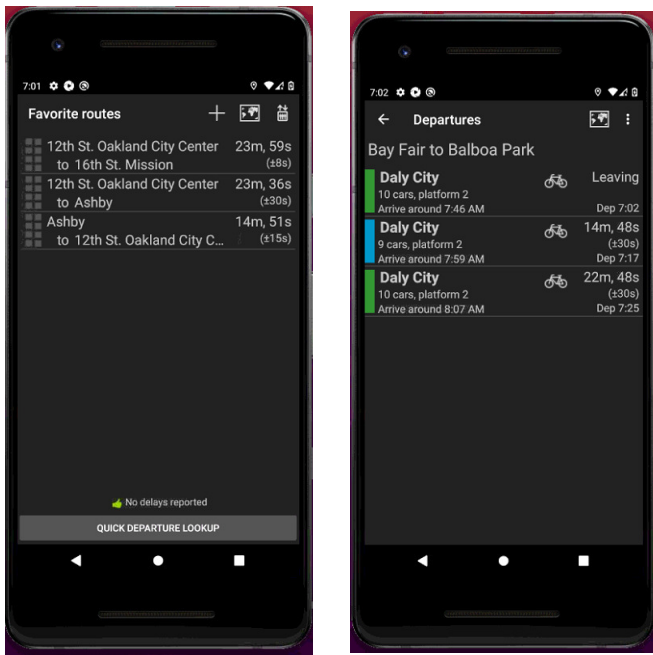 7:01
Favorite routes
12th St. Oakland City Center 23m, 59s
to 16th St. Mission (±8s)
12th St. Oakland City Center 23m, 36s
to Ashby (±30s)
Ashby 14m, 51s
to 12th St. Oakland City C... (±15s)
No delays reported
QUICK DEPARTURE LOOKUP
7:02
Departures
Bay Fair to Balboa Park
Daly City Leaving
10 cars, platform 2
Arrive around 7:46 AM Dep 7:02
Daly City 14m, 48s
9 cars, platform 2 (±30s)
Arrive around 7:59 AM Dep 7:17
Daly City 22m, 48s
10 cars, platform 2 (±30s)
Arrive around 8:07 AM Dep 7:25